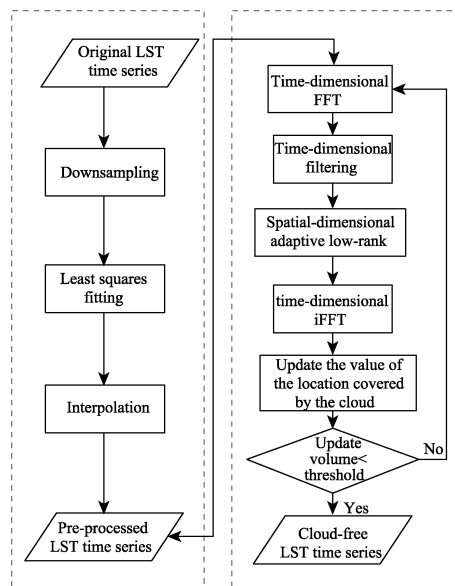 Original LST
time series
Downsampling
Least squares
fitting
Interpolation
Pre-processed
LST time series
Time-dimensional
FFT
Time-dimensional
filtering
Spatial-dimensional
adaptive low-rank
time-dimensional
iFFT
Update the value of
the location covered
by the cloud
Update
volume<
threshold
No
Yes
Cloud-free
LST time series